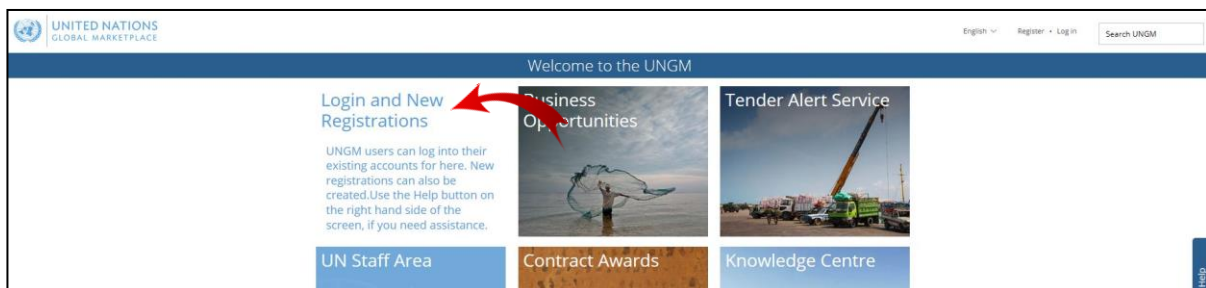 UNITED NATIONS
GLOBAL MARKETPLACE
English
Register • Log in
Search UNGM
Welcome to the UNGM
Login and New
Registrations
UNGM users can log into their
existing accounts for here. New
registrations can also be
created.Use the Help button on
the right hand side of the
screen, if you need assistance.
Business
Opportunities
Tender Alert Service
UN Staff Area
Contract Awards
Knowledge Centre
Help